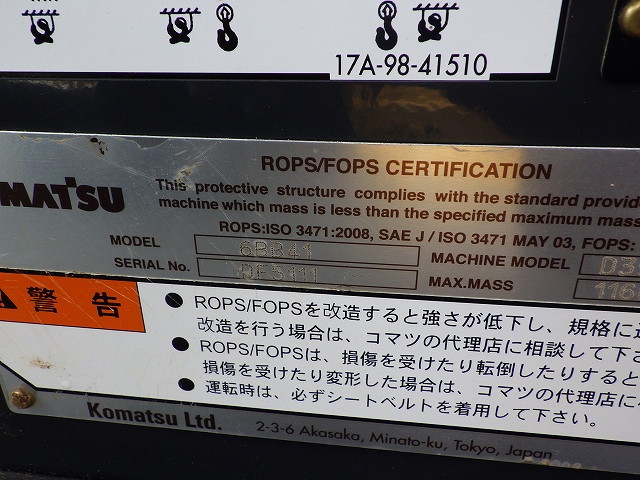 17A-98-41510
ROPS/FOPS CERTIFICATION
MATSU
This protective structure complies with the standard provide
machine which mass is less than the specified maximum mass
ROPS:ISO 3471:2008, SAE J / ISO 3471 MAY 03, FOPS:
MODEL 6BB41 MACHINE MODEL D3
SERIAL No. DE5111 MAX.MASS 116
警告
● ROPS/FOPSを改造すると強さが低下し、規格に
改造を行う場合は、コマツの代理店に相談して下さ
● ROPS/FOPSは、損傷を受けたり転倒したりすると
損傷を受けたり変形した場合は、コマツの代理店に
● 運転時は、必ずシートベルトを着用して下さい。
Komatsu Ltd. 2-3-6 Akasaka, Minato-ku, Tokyo, Japan